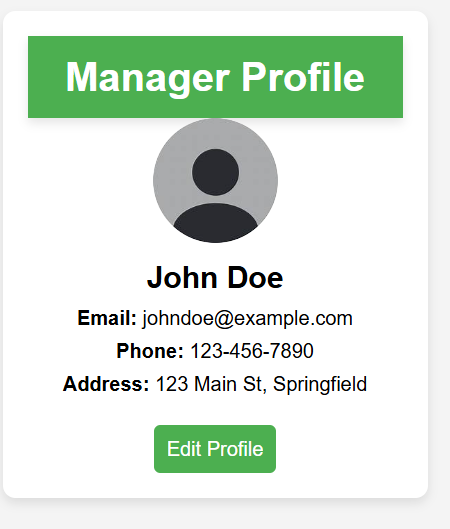 Manager Profile
John Doe
Email: johndoe@example.com
Phone: 123-456-7890
Address: 123 Main St, Springfield
Edit Profile